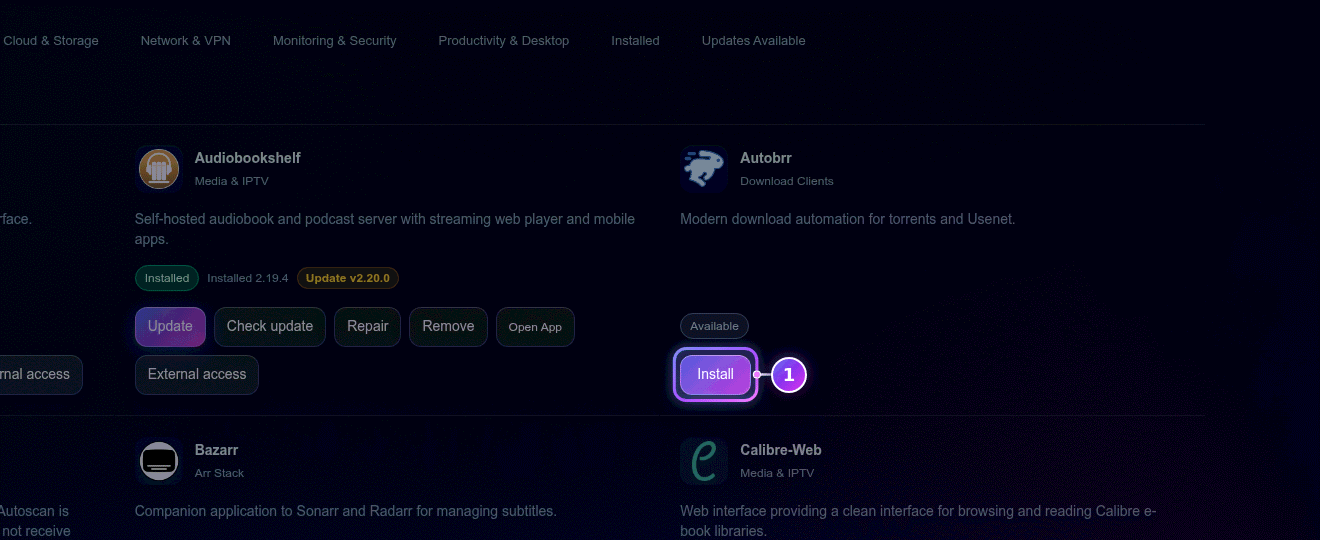 Cloud & Storage Network & VPN Monitoring & Security Productivity & Desktop Installed Updates Available
Audiobookshelf
Media & IPTV
Autobrr
Download Clients
rface.
Self-hosted audiobook and podcast server with streaming web player and mobile
apps.
Modern download automation for torrents and Usenet.
Installed Installed 2.19.4 Update v2.20.0
Update Check update Repair Remove Open App
Available
rnal access
External access
Install 1
Bazarr
Arr Stack
Calibre-Web
Media & IPTV
Autoscan is
not receive
Companion application to Sonarr and Radarr for managing subtitles.
Web interface providing a clean interface for browsing and reading Calibre e-
book libraries.